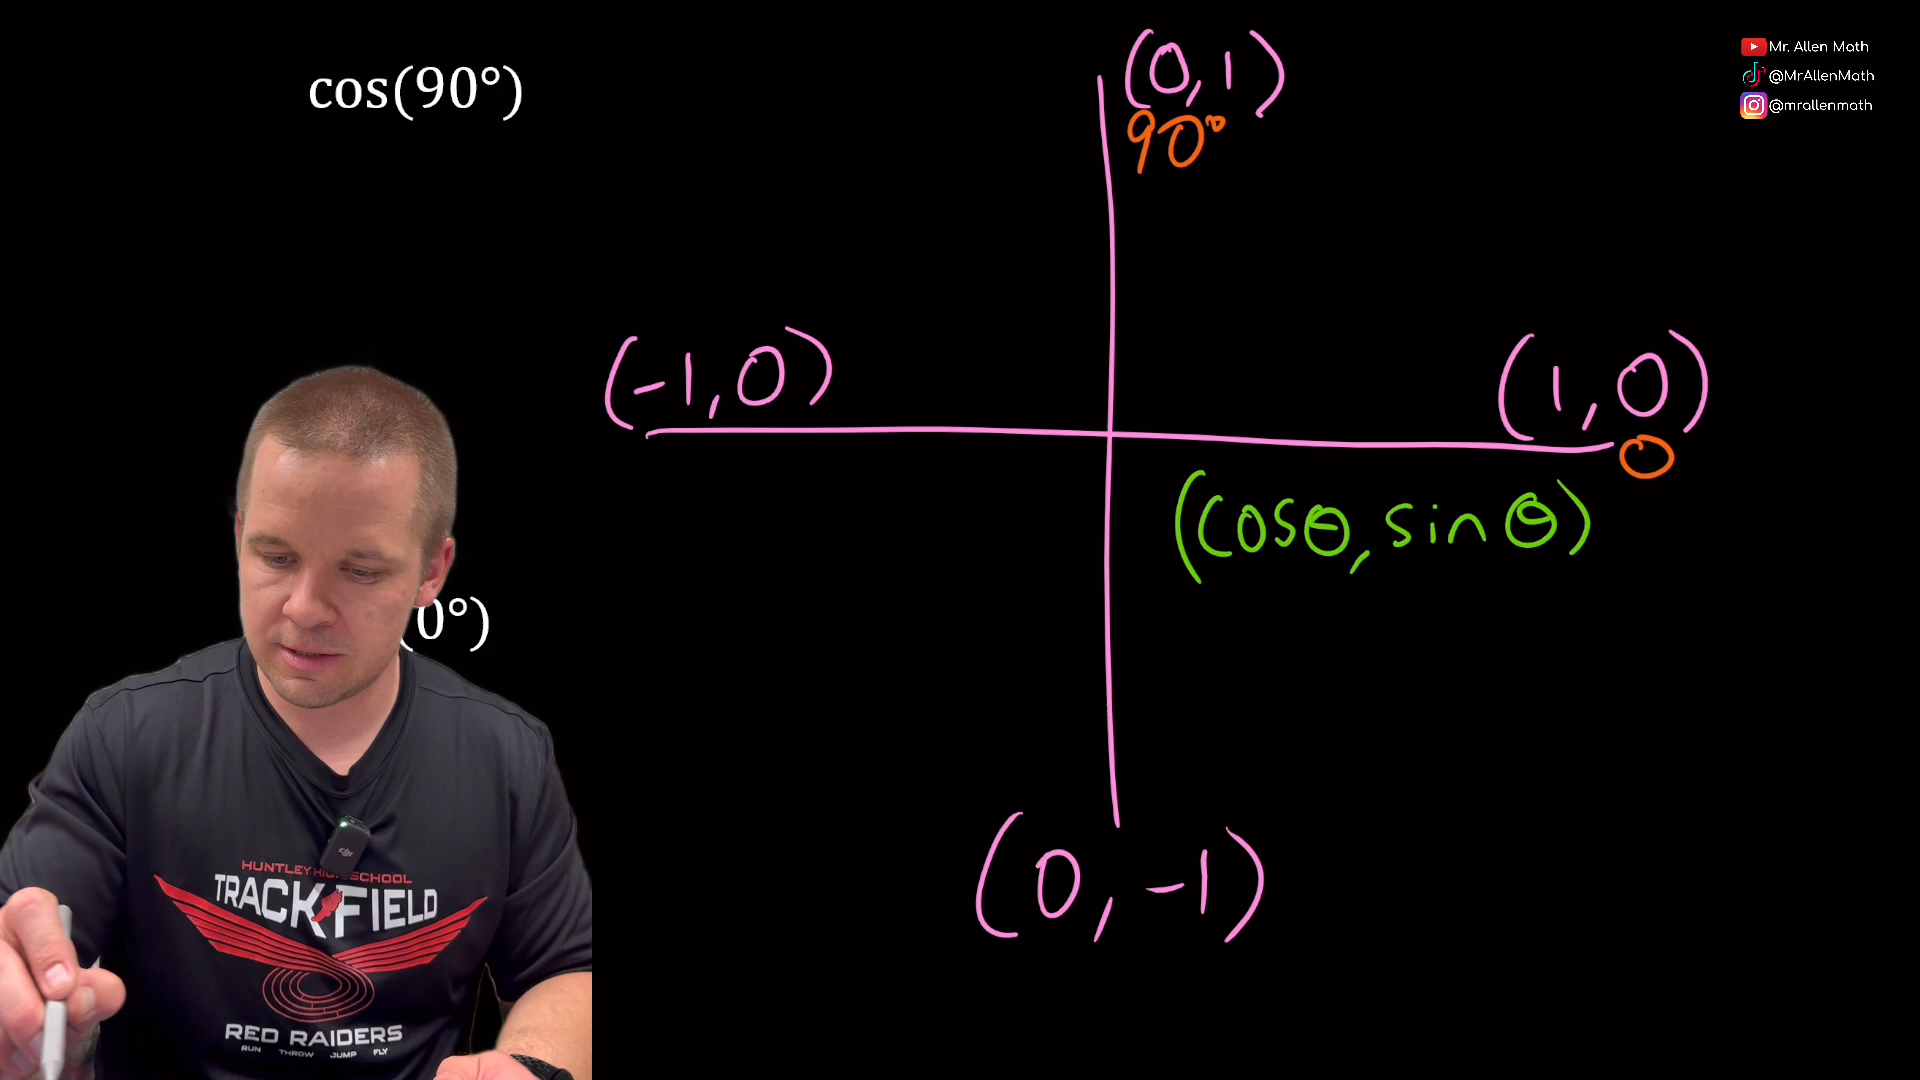 cos(90°)
(0,1)
90°
Mr. Allen Math
@MrAllenMath
@mrallenmath
(-1,0)
(1,0)
0
(cosθ, sinθ)
(0°)
(0,-1)
HUNTLEY HIGH SCHOOL
TRACK FIELD
RED RAIDERS
RUN THROW JUMP FLY